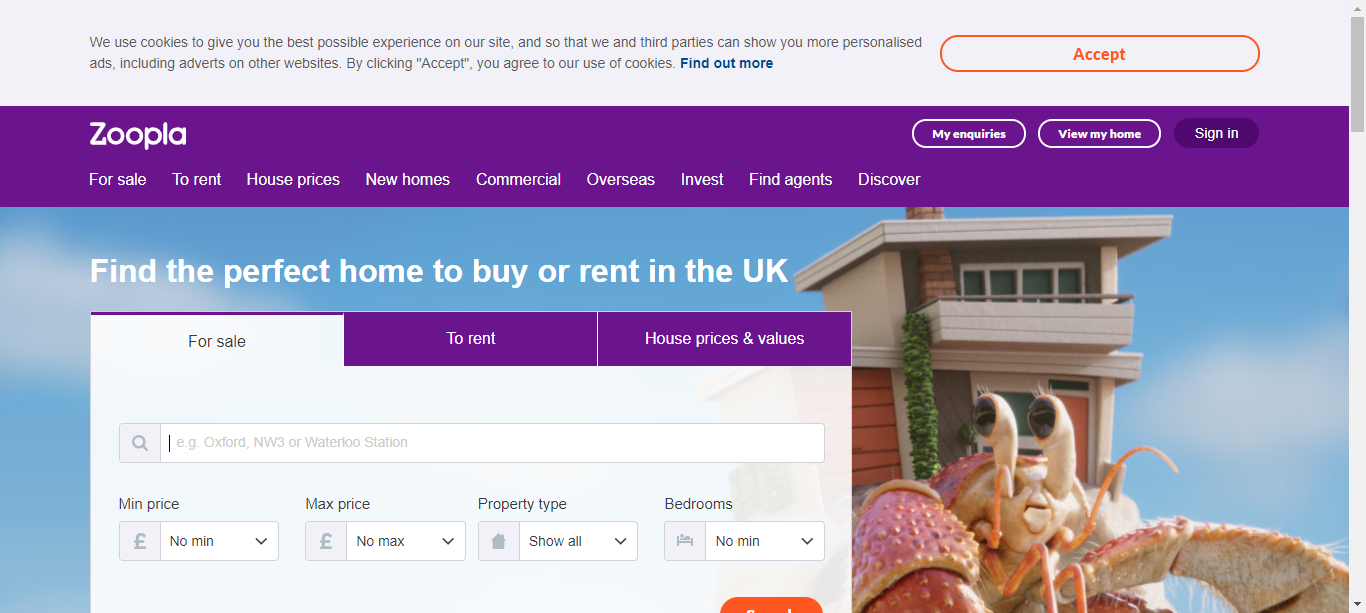 We use cookies to give you the best possible experience on our site, and so that we and third parties can show you more personalised
ads, including adverts on other websites. By clicking "Accept", you agree to our use of cookies. Find out more
Accept
Zoopla
My enquiries
View my home
Sign in
For sale
To rent
House prices
New homes
Commercial
Overseas
Invest
Find agents
Discover
Find the perfect home to buy or rent in the UK
For sale
To rent
House prices & values
e.g. Oxford, NW3 or Waterloo Station
Min price
Max price
Property type
Bedrooms
£ No min
£ No max
Show all
No min